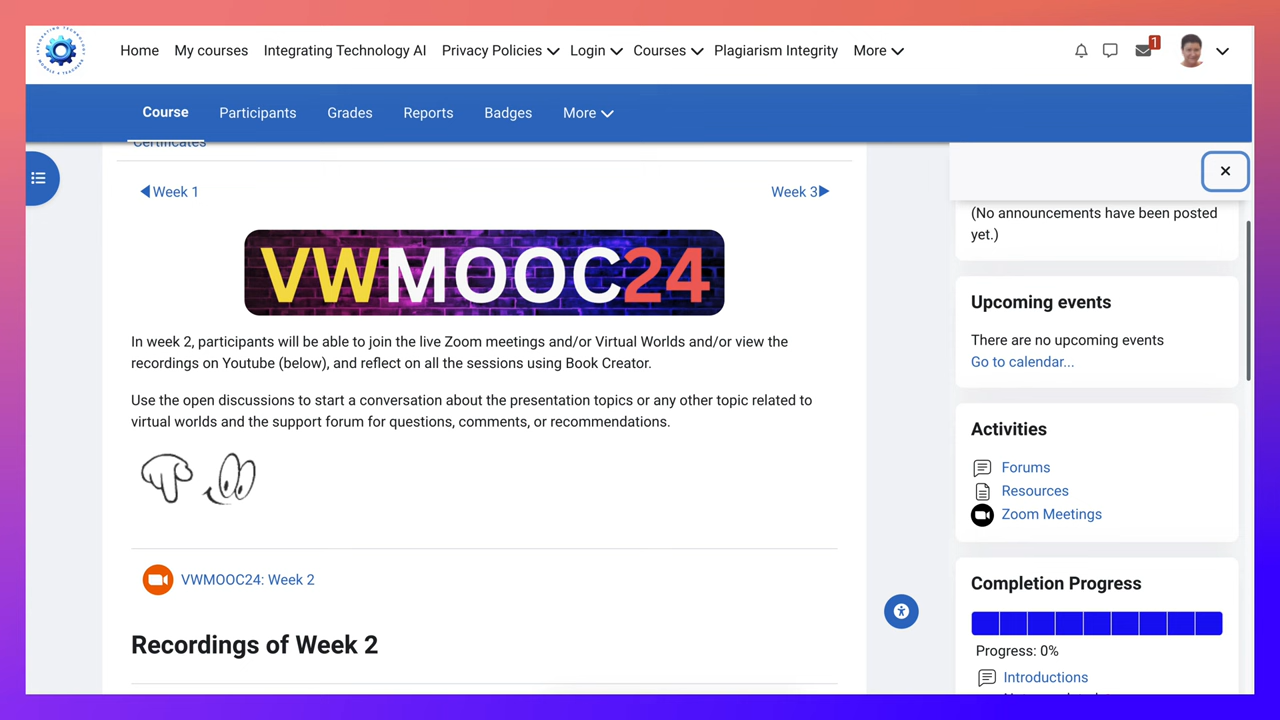 Home My courses Integrating Technology AI Privacy Policies Login Courses Plagiarism Integrity More
1
Course Participants Grades Reports Badges More
Certificates
Week 1
Week 3
VWMOOC24
In week 2, participants will be able to join the live Zoom meetings and/or Virtual Worlds and/or view the
recordings on Youtube (below), and reflect on all the sessions using Book Creator.
Use the open discussions to start a conversation about the presentation topics or any other topic related to
virtual worlds and the support forum for questions, comments, or recommendations.
VWMOOC24: Week 2
Recordings of Week 2
(No announcements have been posted
yet.)
Upcoming events
There are no upcoming events
Go to calendar...
Activities
Forums
Resources
Zoom Meetings
Completion Progress
Progress: 0%
Introductions